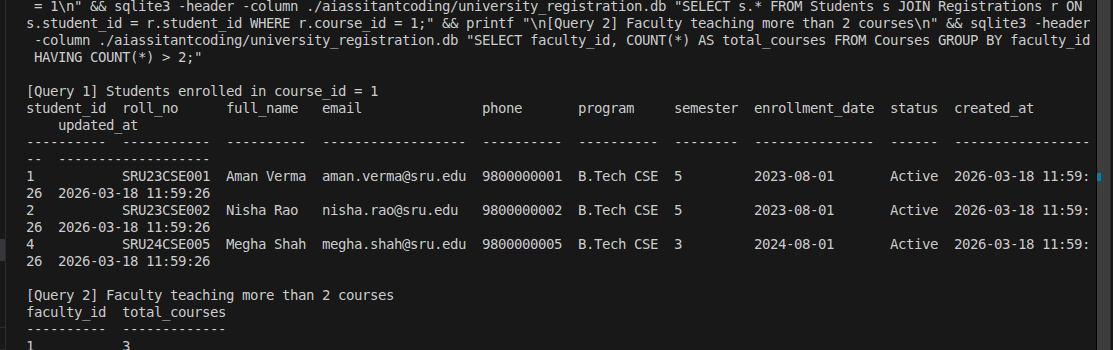 = 1\n" && sqlite3 -header -column ./aiassitantcoding/university_registration.db "SELECT s.* FROM Students s JOIN Registrations r ON
s.student_id = r.student_id WHERE r.course_id = 1;" && printf "\n[Query 2] Faculty teaching more than 2 courses\n" && sqlite3 -header
-column ./aiassitantcoding/university_registration.db "SELECT faculty_id, COUNT(*) AS total_courses FROM Courses GROUP BY faculty_id
HAVING COUNT(*) > 2;"

[Query 1] Students enrolled in course_id = 1
student_id  roll_no      full_name   email              phone       program     semester  enrollment_date  status  created_at
    updated_at
----------  -----------  ----------  -----------------  ----------  ----------  --------  ---------------  ------  -----------------
--  -------------------
1           SRU23CSE001  Aman Verma  aman.verma@sru.edu  9800000001  B.Tech CSE  5         2023-08-01       Active  2026-03-18 11:59:
26  2026-03-18 11:59:26
2           SRU23CSE002  Nisha Rao   nisha.rao@sru.edu   9800000002  B.Tech CSE  5         2023-08-01       Active  2026-03-18 11:59:
26  2026-03-18 11:59:26
4           SRU24CSE005  Megha Shah  megha.shah@sru.edu  9800000005  B.Tech CSE  3         2024-08-01       Active  2026-03-18 11:59:
26  2026-03-18 11:59:26

[Query 2] Faculty teaching more than 2 courses
faculty_id  total_courses
----------  -------------
1           3